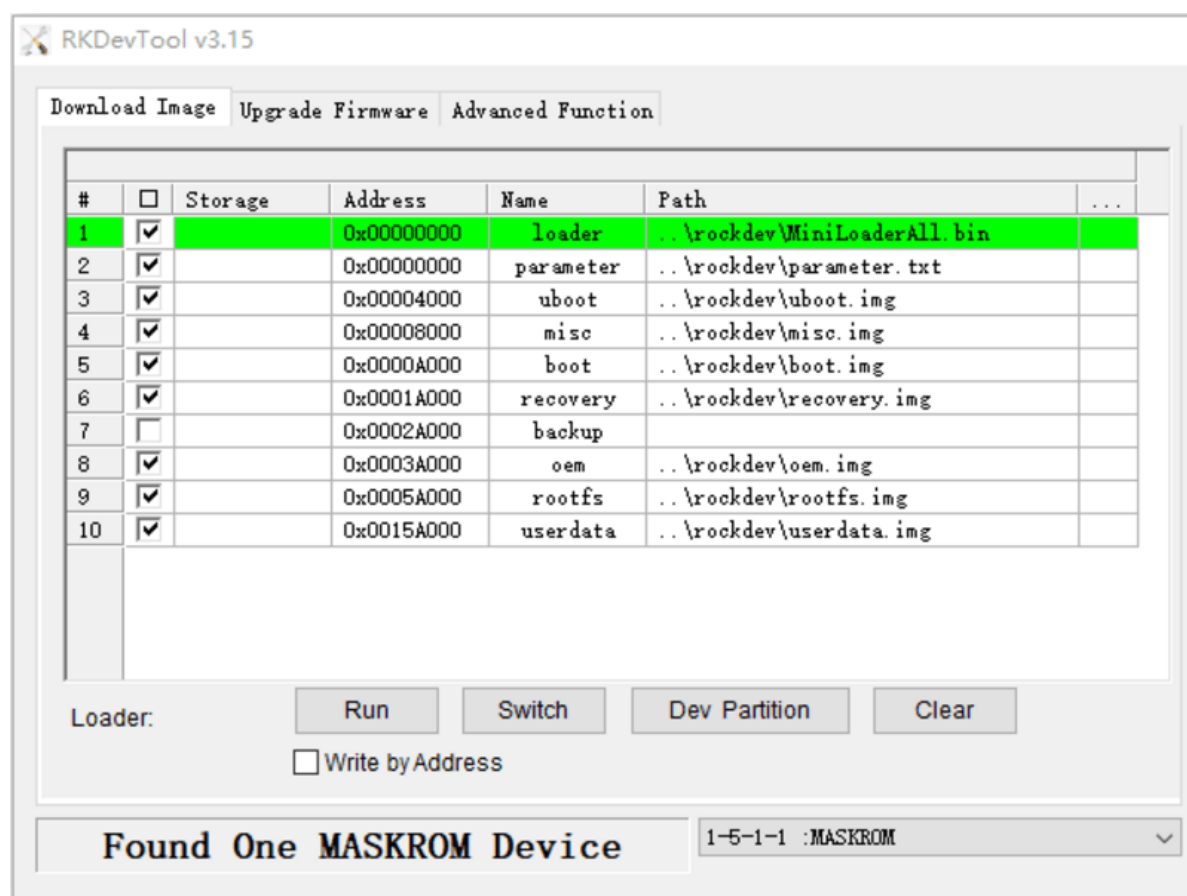 RKDevTool v3.15
Download Image Upgrade Firmware Advanced Function
# Storage Address Name Path ...
1 0x00000000 loader ..\rockdev\MiniLoaderAll.bin
2 0x00000000 parameter ..\rockdev\parameter.txt
3 0x00004000 uboot ..\rockdev\uboot.img
4 0x00008000 misc ..\rockdev\misc.img
5 0x0000A000 boot ..\rockdev\boot.img
6 0x0001A000 recovery ..\rockdev\recovery.img
7 0x0002A000 backup
8 0x0003A000 oem ..\rockdev\oem.img
9 0x0005A000 rootfs ..\rockdev\rootfs.img
10 0x0015A000 userdata ..\rockdev\userdata.img
Loader: Run Switch Dev Partition Clear
Write by Address
Found One MASKROM Device 1-5-1-1 :MASKROM